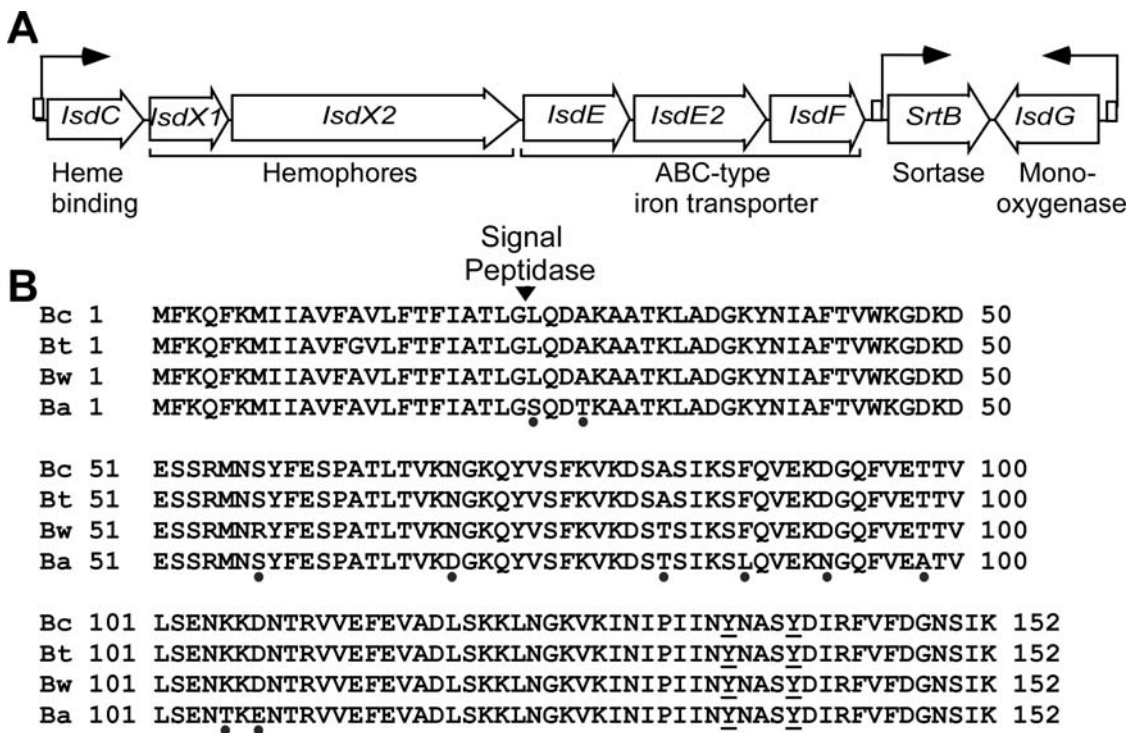 A
IsdC IsdX1 IsdX2 IsdE IsdE2 IsdF SrtB IsdG
Heme binding
Hemophores
ABC-type iron transporter
Sortase
Mono-oxygenase
Signal Peptidase
B
Bc 1 MFKQFKMIIAVFAVLFTFIATLGLQDAKAATKLADGKYNIAFTVWKGDKD 50
Bt 1 MFKQFKMIIAVFGVLFTFIATLGLQDAKAATKLADGKYNIAFTVWKGDKD 50
Bw 1 MFKQFKMIIAVFAVLFTFIATLGLQDAKAATKLADGKYNIAFTVWKGDKD 50
Ba 1 MFKQFKMIIAVFAVLFTFIATLGSQDTKAATKLADGKYNIAFTVWKGDKD 50
Bc 51 ESSRMNSYFESPATLTVKNGKQYVSFKVKDSASIKSFQVEKDGQFVETTV 100
Bt 51 ESSRMNSYFESPATLTVKNGKQYVSFKVKDSASIKSFQVEKDGQFVETTV 100
Bw 51 ESSRMNRYFESPATLTVKNGKQYVSFKVKDSTSIKSFQVEKDGQFVETTV 100
Ba 51 ESSRMNSYFESPATLTVKDGKQYVSFKVKDSTSIKSLQVEKNGQFVEATV 100
Bc 101 LSENKKDNTRVVEFEVADLSKKLNGKVKINIPIINYNASYDIRFVFDGNSIK 152
Bt 101 LSENKKDNTRVVEFEVADLSKKLNGKVKINIPIINYNASYDIRFVFDGNSIK 152
Bw 101 LSENKKDNTRVVEFEVADLSKKLNGKVKINIPIINYNASYDIRFVFDGNSIK 152
Ba 101 LSENTKENTRVVEFEVADLSKKLNGKVKINIPIINYNASYDIRFVFDGNSIK 152